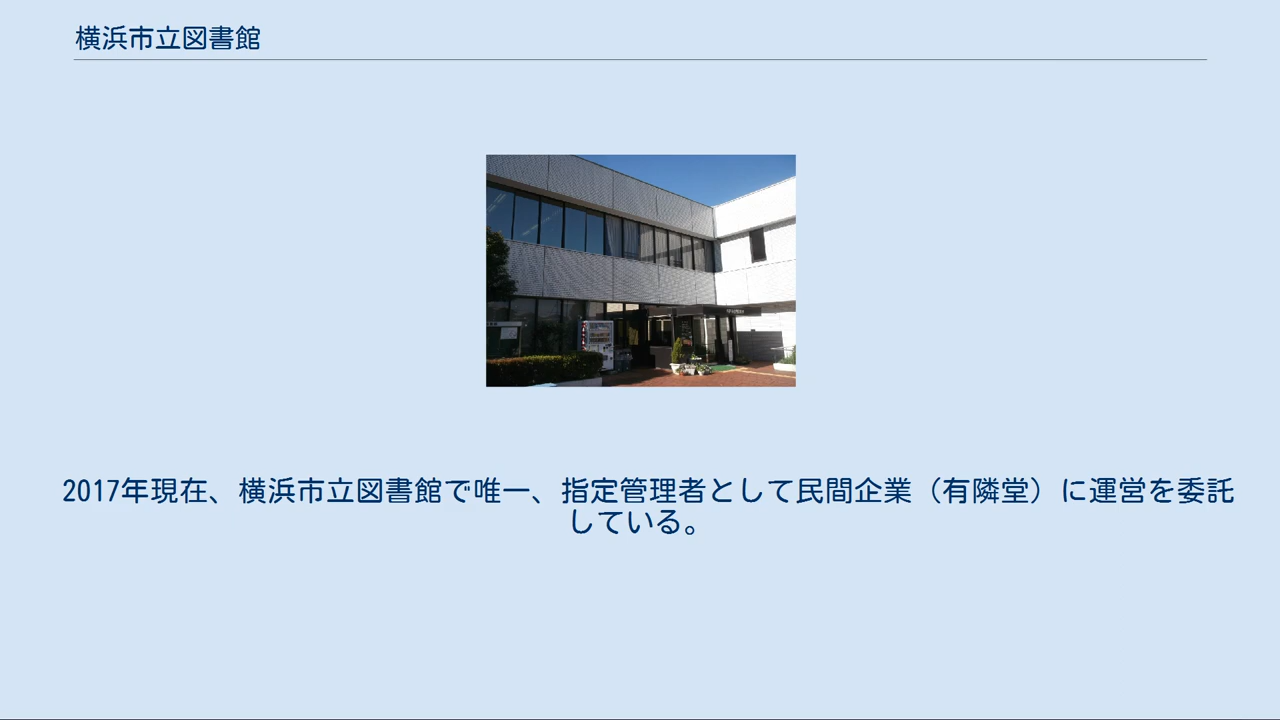 横浜市立図書館
2017年現在、横浜市立図書館で唯一、指定管理者として民間企業（有隣堂）に運営を委託
している。